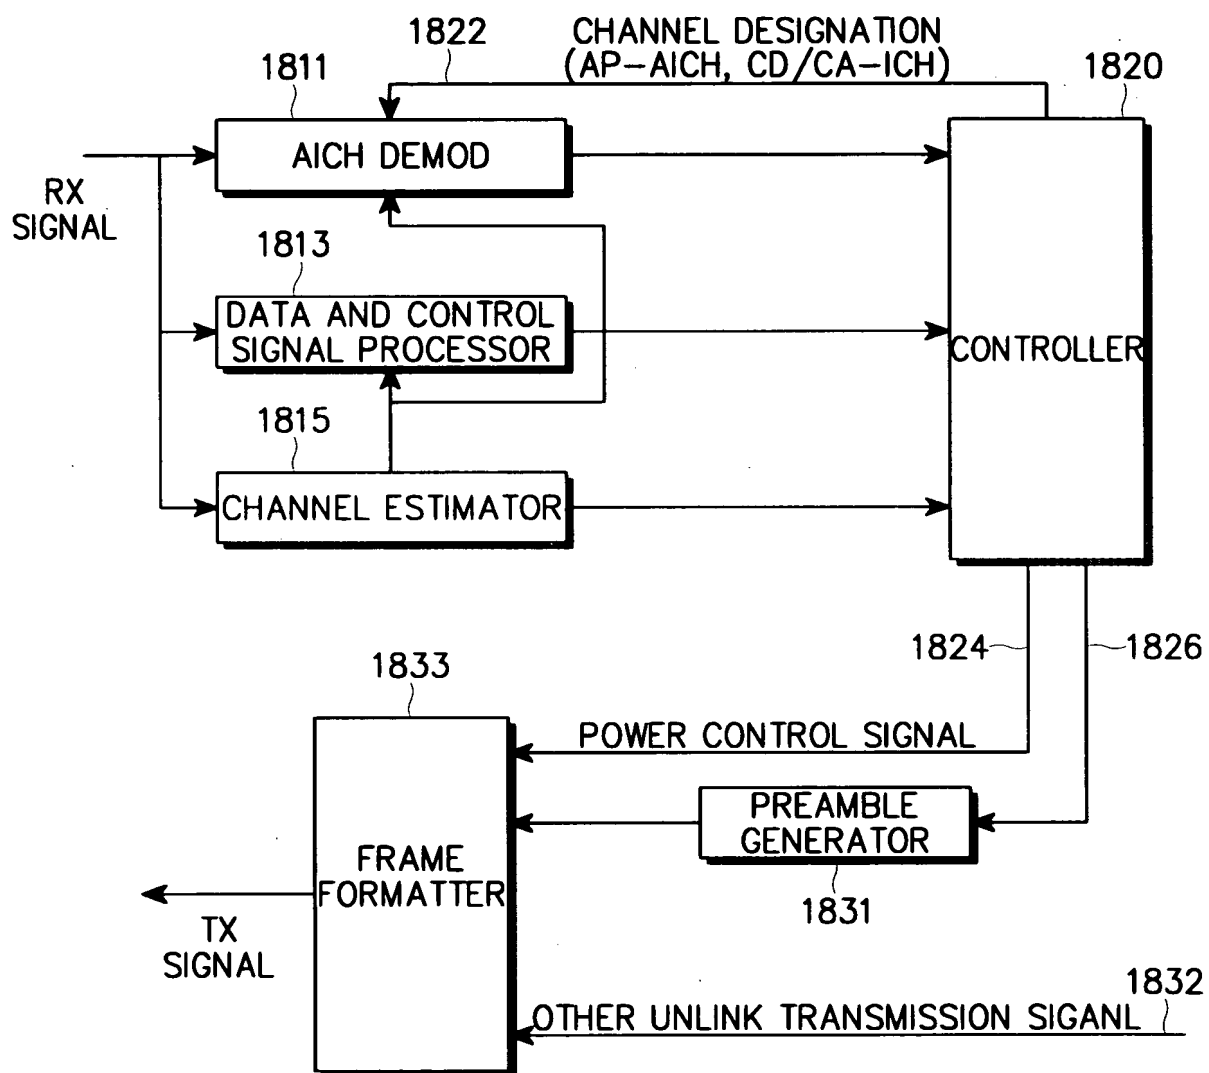 1822
CHANNEL DESIGNATION
(AP-AICH, CD/CA-ICH)
1811
1820
AICH DEMOD
RX
SIGNAL
1813
DATA AND CONTROL
SIGNAL PROCESSOR
CONTROLLER
1815
CHANNEL ESTIMATOR
1824
1826
1833
POWER CONTROL SIGNAL
PREAMBLE
GENERATOR
FRAME
FORMATTER
1831
TX
SIGNAL
1832
OTHER UNLINK TRANSMISSION SIGANL